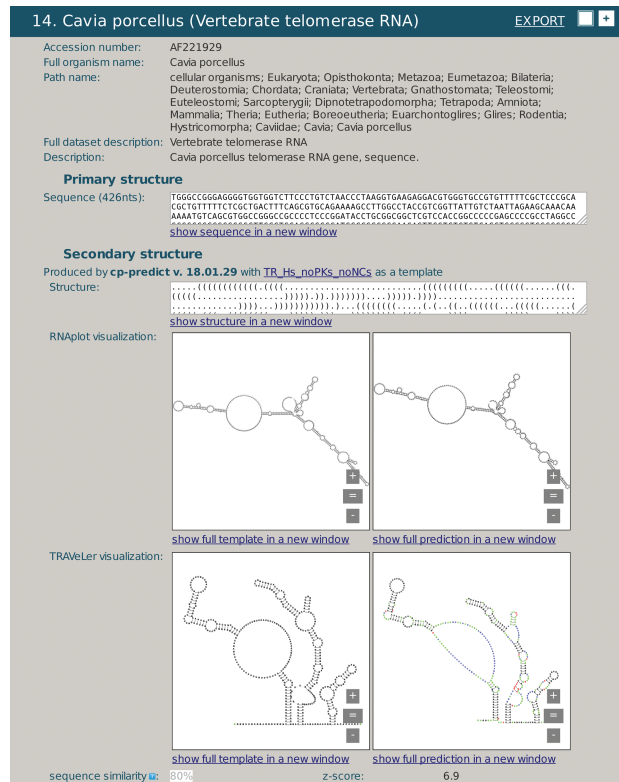 14. Cavia porcellus (Vertebrate telomerase RNA) EXPORT +
Accession number: AF221929
Full organism name: Cavia porcellus
Path name: cellular organisms; Eukaryota; Opisthokonta; Metazoa; Eumetazoa; Bilateria;
Deuterostomia; Chordata; Craniata; Vertebrata; Gnathostomata; Teleostomi;
Euteleostomi; Sarcopterygii; Dipnotetrapodomorpha; Tetrapoda; Amniota;
Mammalia; Theria; Eutheria; Boreoeutheria; Euarchontoglires; Glires; Rodentia;
Hystricomorpha; Caviidae; Cavia; Cavia porcellus
Full dataset description: Vertebrate telomerase RNA
Description: Cavia porcellus telomerase RNA gene, sequence.
Primary structure
Sequence (426nts): TGGGCCGGGAGGGGTGGTGGTCTTCCCTGTCTAACCCTAAGGTGAAGAGGACGTGGGTGCCGTGTTTTTCGCTCCCGCA
CGCTGTTTTTCTCGCTGACTTTCAGCGTGCAGAAAAGCCTTGGCCTACCGTCGGTTATTGTCTAATTAGAAGCAAACAA
AAAATGTCAGCGTGGCCGGGCCGCCCCTCCCGGATACCTGCGGCGGCTCGTCCACCGGCCCCCGAGCCCCGCCTAGGCC
show sequence in a new window
Secondary structure
Produced by cp-predict v. 18.01.29 with TR_Hs_noPKs_noNCs as a template
Structure:
show structure in a new window
RNAplot visualization:
+ +
= =
- -
show full template in a new window show full prediction in a new window
TRAVeLer visualization:
+ +
= =
- -
show full template in a new window show full prediction in a new window
sequence similarity ?: 80% z-score: 6.9